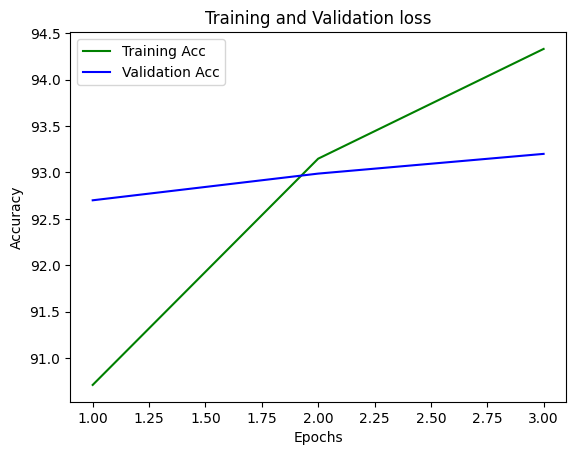 Training and Validation loss
Training Acc
Validation Acc
94.5
94.0
93.5
93.0
92.5
92.0
91.5
91.0
Accuracy
1.00 1.25 1.50 1.75 2.00 2.25 2.50 2.75 3.00
Epochs